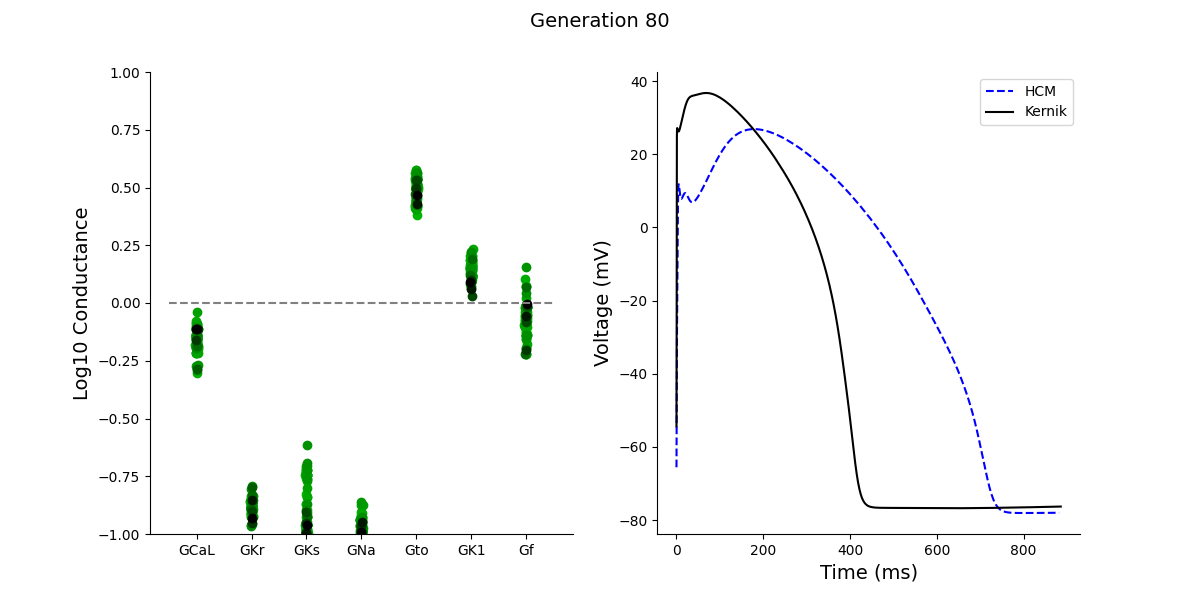 Generation 80
1.00
0.75
0.50
0.25
0.00
−0.25
−0.50
−0.75
−1.00
Log10 Conductance
GCaL GKr GKs GNa Gto GK1 Gf
40
20
0
−20
−40
−60
−80
Voltage (mV)
HCM
Kernik
0 200 400 600 800
Time (ms)